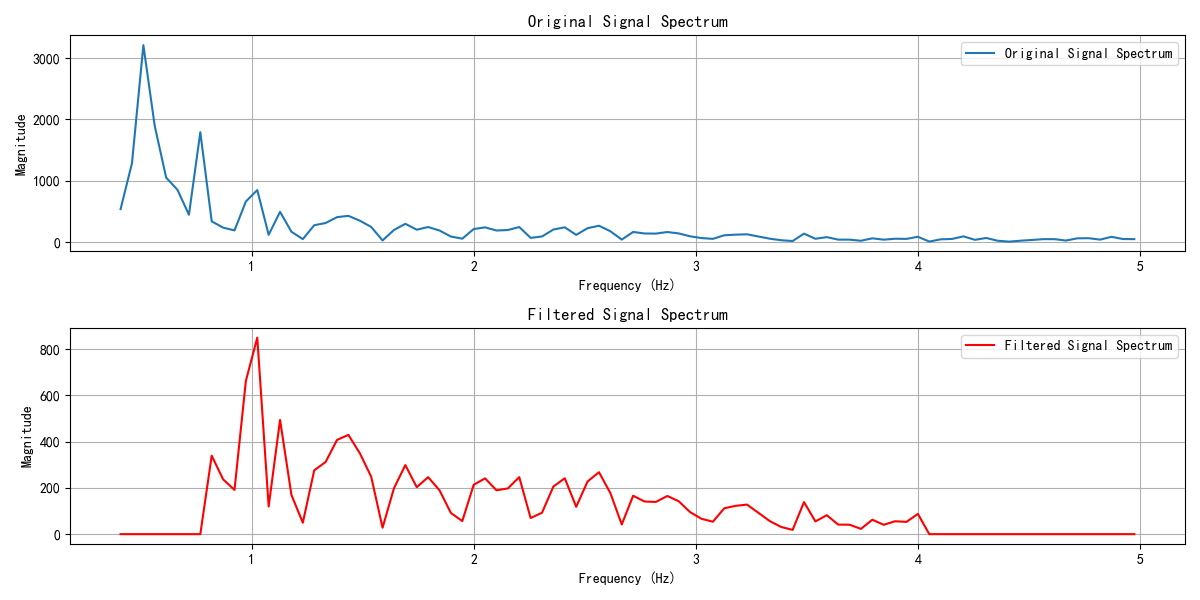 Original Signal Spectrum
Original Signal Spectrum
3000
2000
1000
0
Magnitude
1 2 3 4 5
Frequency (Hz)
Filtered Signal Spectrum
Filtered Signal Spectrum
800
600
400
200
0
Magnitude
1 2 3 4 5
Frequency (Hz)